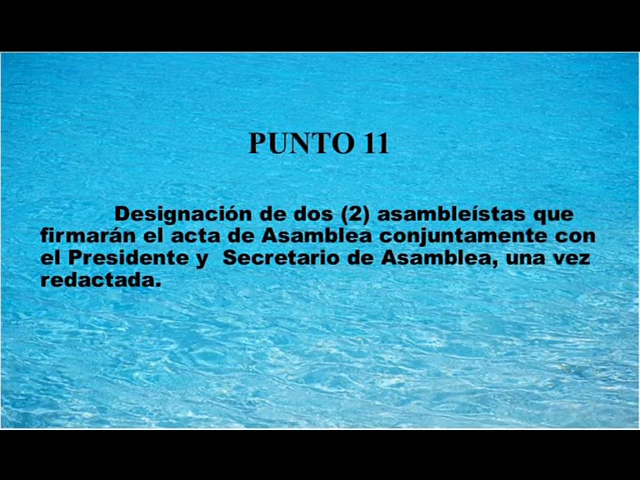 PUNTO 11
Designación de dos (2) asambleístas que
firmarán el acta de Asamblea conjuntamente con
el Presidente y  Secretario de Asamblea, una vez
redactada.